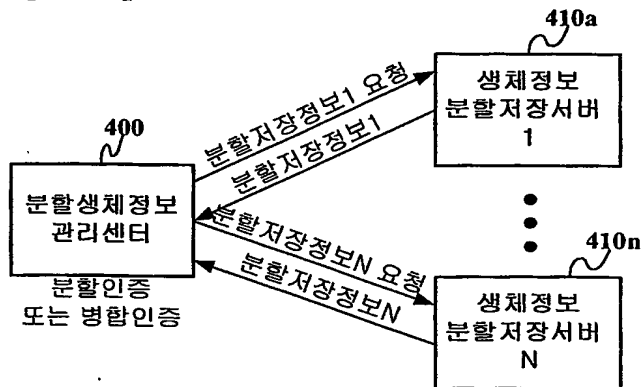 410a
생체정보
분할저장서버
1
분할저장정보1 요청
분할저장정보1
400
분할생체정보
관리센터
분할인증
또는 병합인증
분할저장정보N 요청
분할저장정보N
410n
생체정보
분할저장서버
N